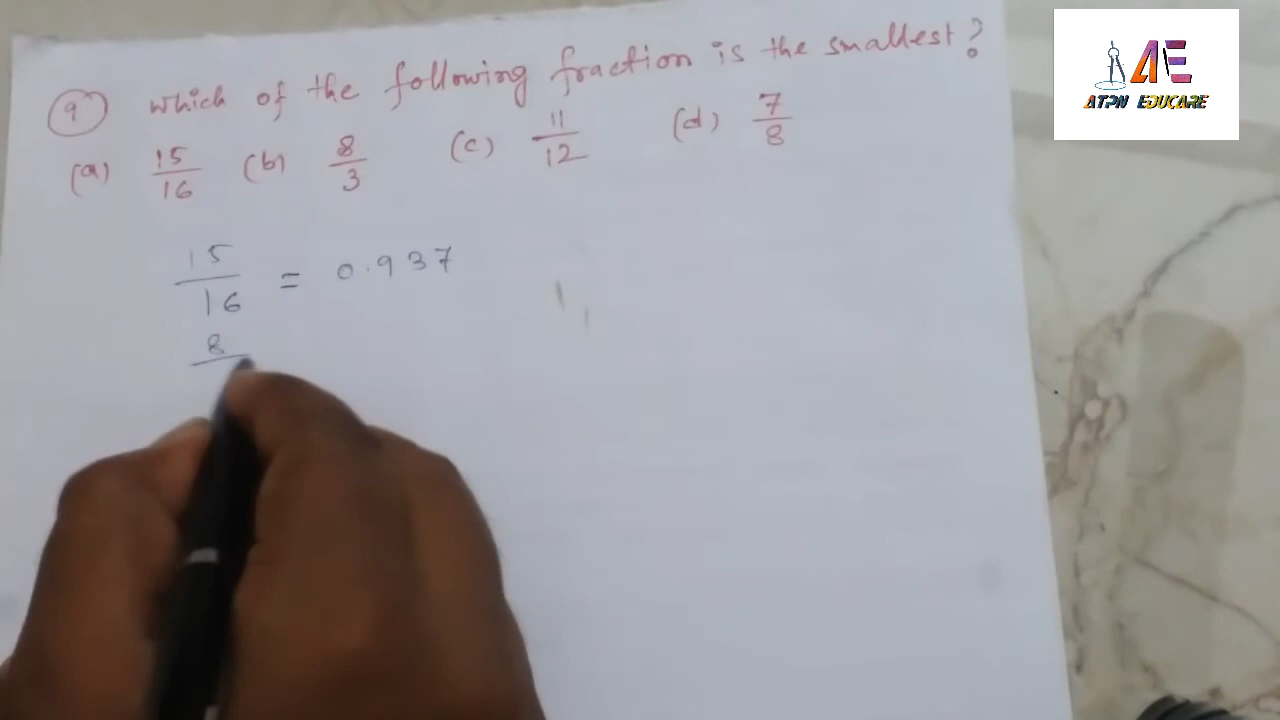 9 which of the following fraction is the smallest?
(a) 15/16 (b) 8/3 (c) 11/12 (d) 7/8
15/16 = 0.937
8
AE
ATPN EDUCARE